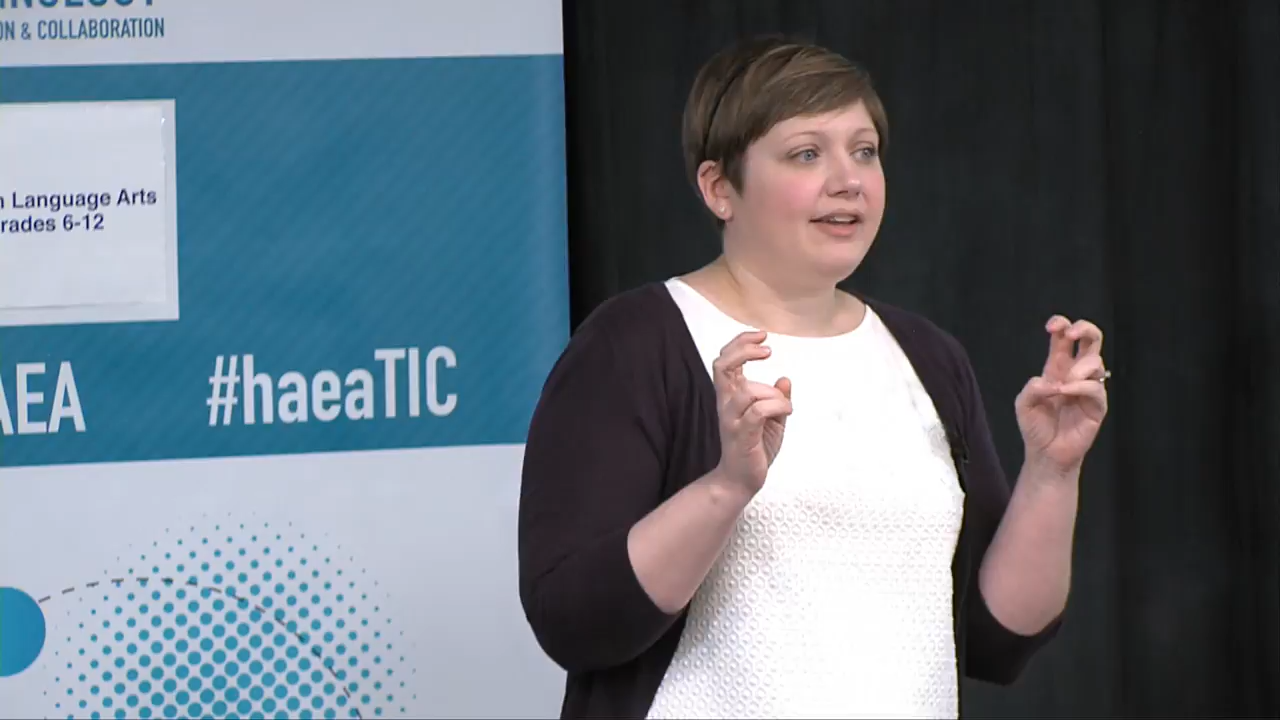 ON & COLLABORATION
n Language Arts
rades 6-12
AEA
#haeaTIC